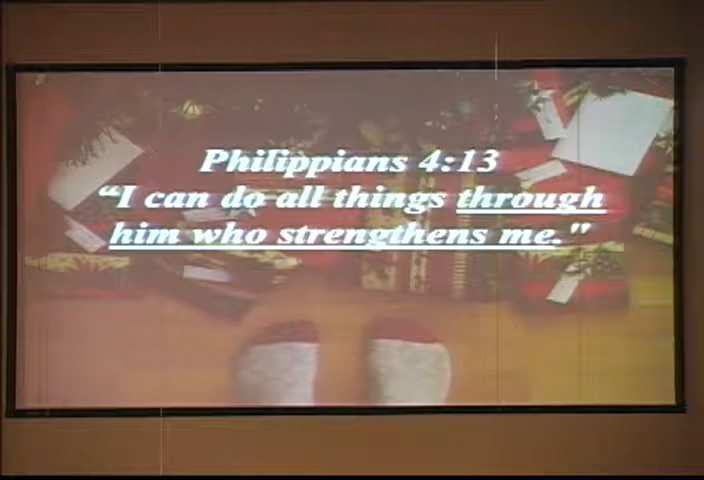 Philippians 4:13
“I can do all things through
him who strengthens me."